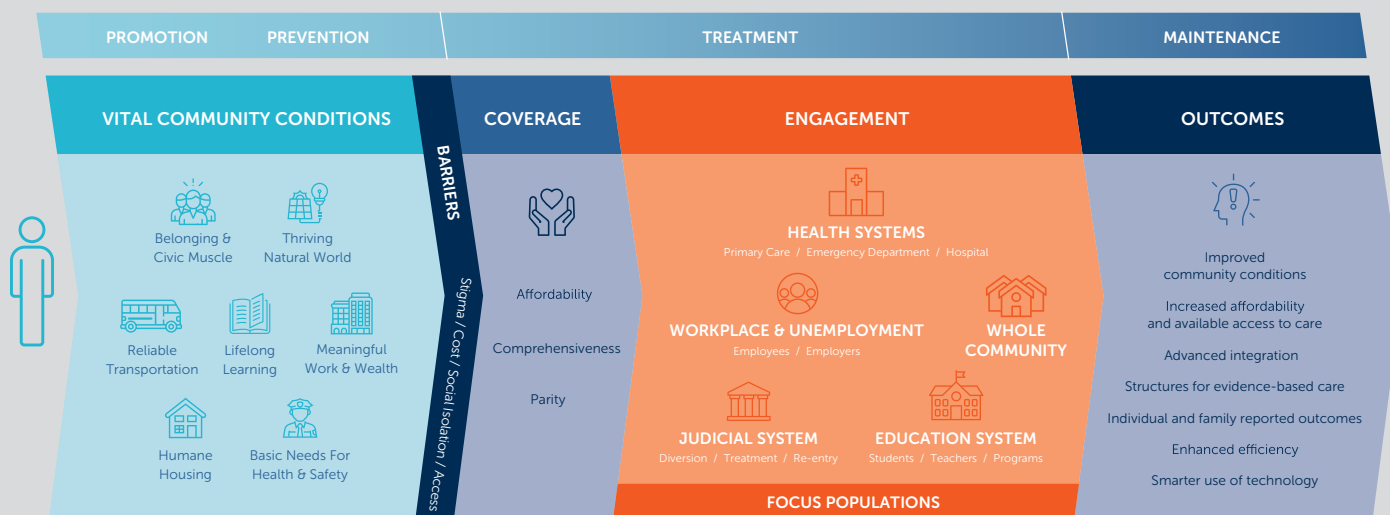 PROMOTION
PREVENTION
TREATMENT
MAINTENANCE
VITAL COMMUNITY CONDITIONS
Belonging &
Civic Muscle
Thriving
Natural World
Reliable
Transportation
Lifelong
Learning
Meaningful
Work & Wealth
Humane
Housing
Basic Needs For
Health & Safety
BARRIERS
Stigma / Cost / Social Isolation / Access
COVERAGE
Affordability
Comprehensiveness
Parity
ENGAGEMENT
HEALTH SYSTEMS
Primary Care / Emergency Department / Hospital
WORKPLACE & UNEMPLOYMENT
Employees / Employers
WHOLE
COMMUNITY
JUDICIAL SYSTEM
Diversion / Treatment / Re-entry
EDUCATION SYSTEM
Students / Teachers / Programs
FOCUS POPULATIONS
OUTCOMES
Improved
community conditions
Increased affordability
and available access to care
Advanced integration
Structures for evidence-based care
Individual and family reported outcomes
Enhanced efficiency
Smarter use of technology